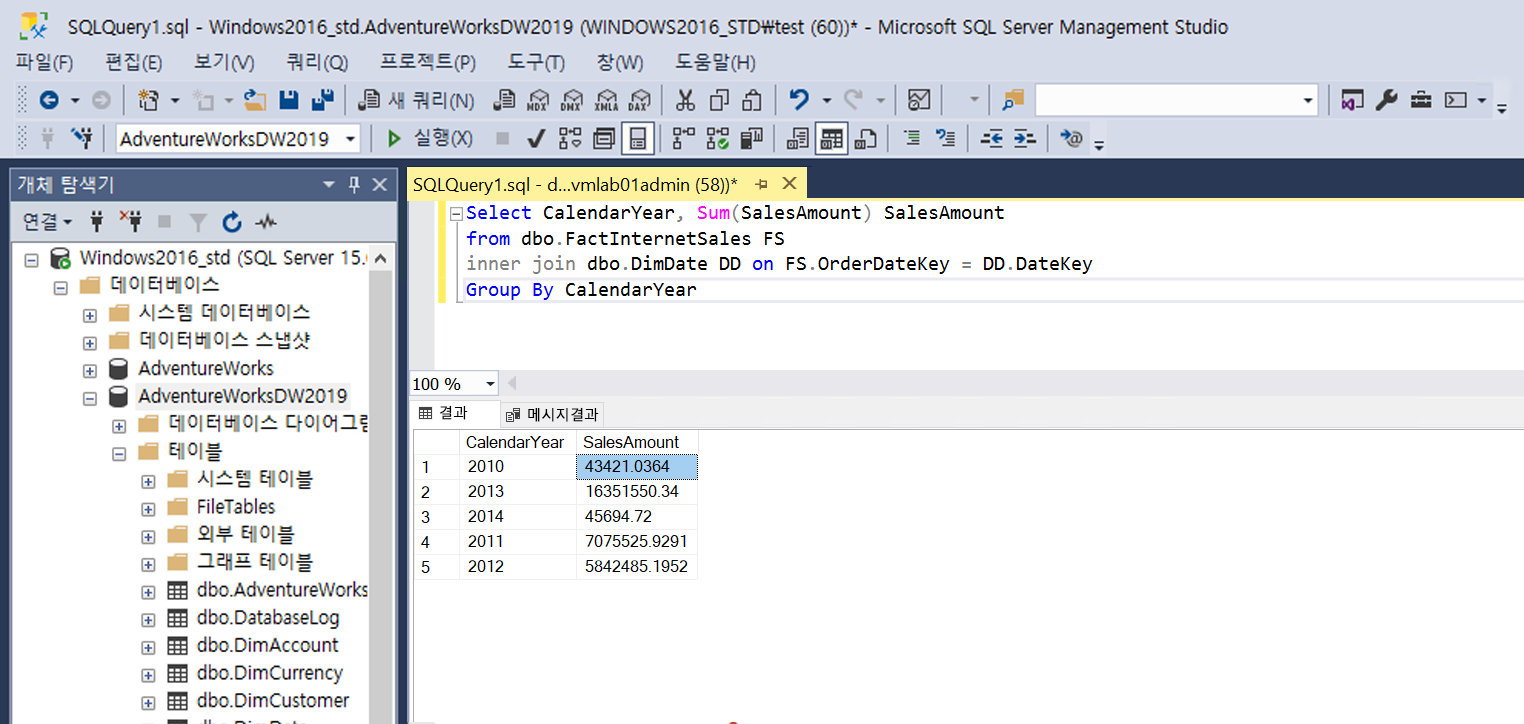 SQLQuery1.sql - Windows2016_std.AdventureWorksDW2019 (WINDOWS2016_STD₩test (60))* - Microsoft SQL Server Management Studio
파일(F) 편집(E) 보기(V) 쿼리(Q) 프로젝트(P) 도구(T) 창(W) 도움말(H)
새 쿼리(N) MDX DMX XMLA DAX
AdventureWorksDW2019 실행(X)
개체 탐색기
연결
Windows2016_std (SQL Server 15.
데이터베이스
시스템 데이터베이스
데이터베이스 스냅샷
AdventureWorks
AdventureWorksDW2019
데이터베이스 다이어그램
테이블
시스템 테이블
FileTables
외부 테이블
그래프 테이블
dbo.AdventureWorks
dbo.DatabaseLog
dbo.DimAccount
dbo.DimCurrency
dbo.DimCustomer
SQLQuery1.sql - d...vmlab01admin (58))*
Select CalendarYear, Sum(SalesAmount) SalesAmount
from dbo.FactInternetSales FS
inner join dbo.DimDate DD on FS.OrderDateKey = DD.DateKey
Group By CalendarYear
100 %
결과 메시지결과
CalendarYear SalesAmount
1 2010 43421.0364
2 2013 16351550.34
3 2014 45694.72
4 2011 7075525.9291
5 2012 5842485.1952